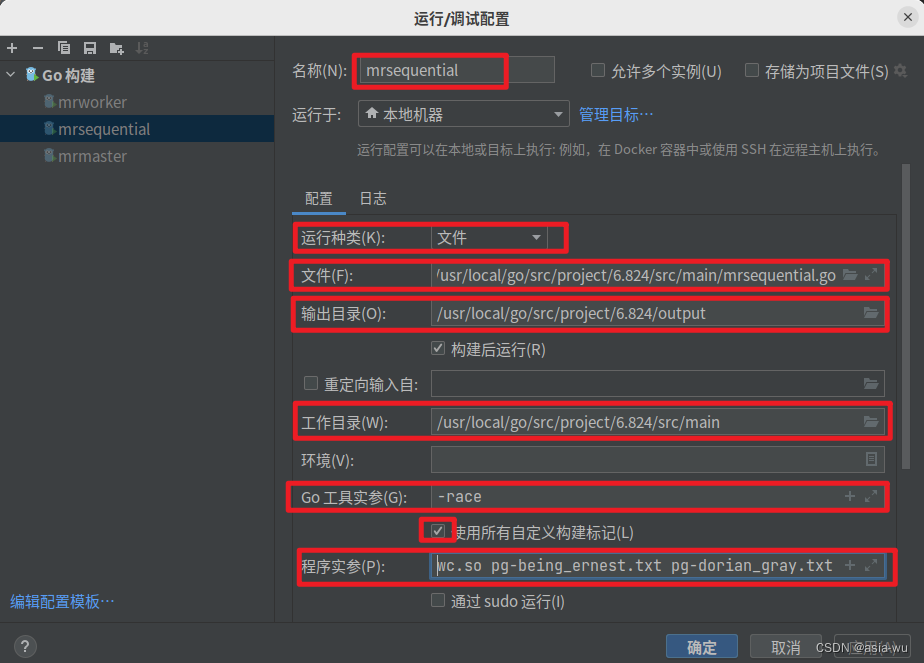 运行/调试配置
Go 构建
mrworker
mrsequential
mrmaster
编辑配置模板…
名称(N): mrsequential 允许多个实例(U) 存储为项目文件(S)
运行于: 本地机器 管理目标…
运行配置可以在本地或目标上执行: 例如，在 Docker 容器中或使用 SSH 在远程主机上执行。
配置 日志
运行种类(K): 文件
文件(F): /usr/local/go/src/project/6.824/src/main/mrsequential.go
输出目录(O): /usr/local/go/src/project/6.824/output
构建后运行(R)
重定向输入自:
工作目录(W): /usr/local/go/src/project/6.824/src/main
环境(V):
Go 工具实参(G): -race
使用所有自定义构建标记(L)
程序实参(P): wc.so pg-being_ernest.txt pg-dorian_gray.txt
通过 sudo 运行(I)
? 确定 取消 应用(A)
CSDN @asia-wu